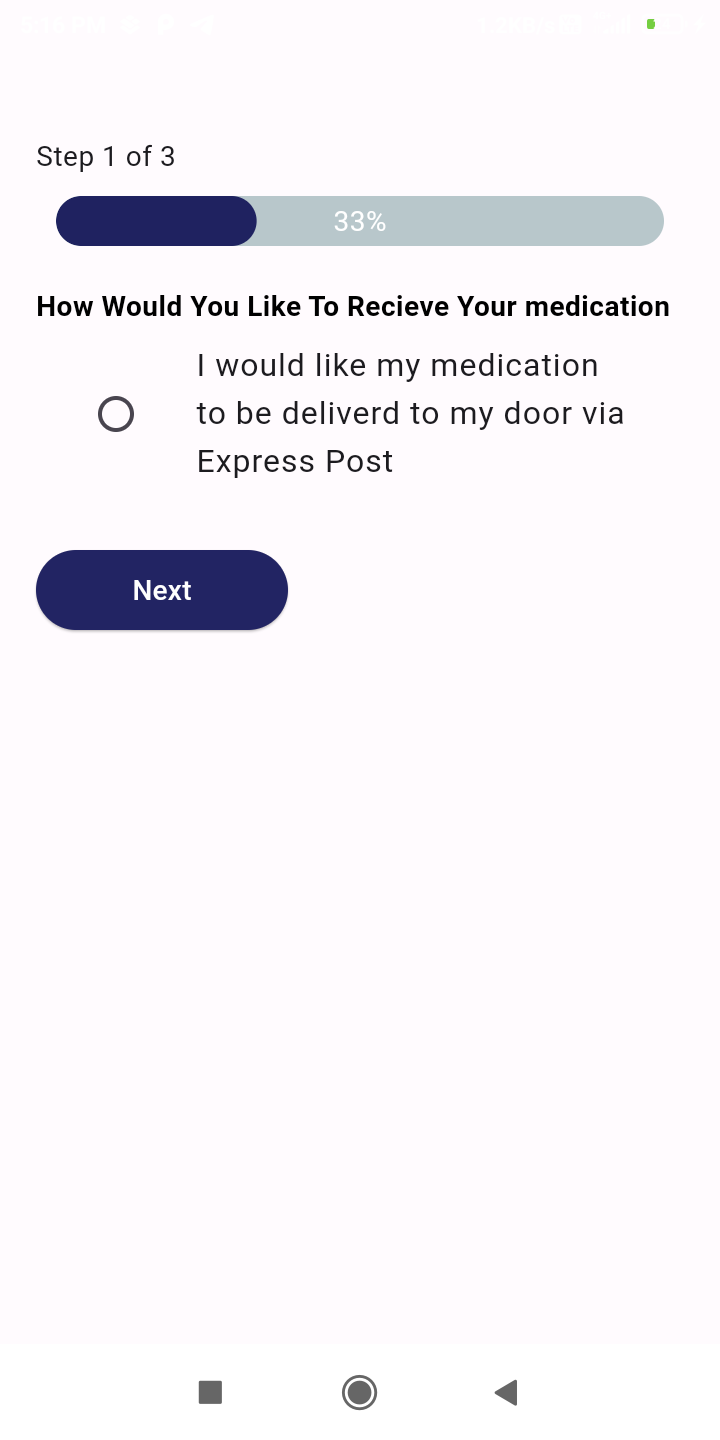 Step 1 of 3
33%
How Would You Like To Recieve Your medication
I would like my medication
to be deliverd to my door via
Express Post
Next